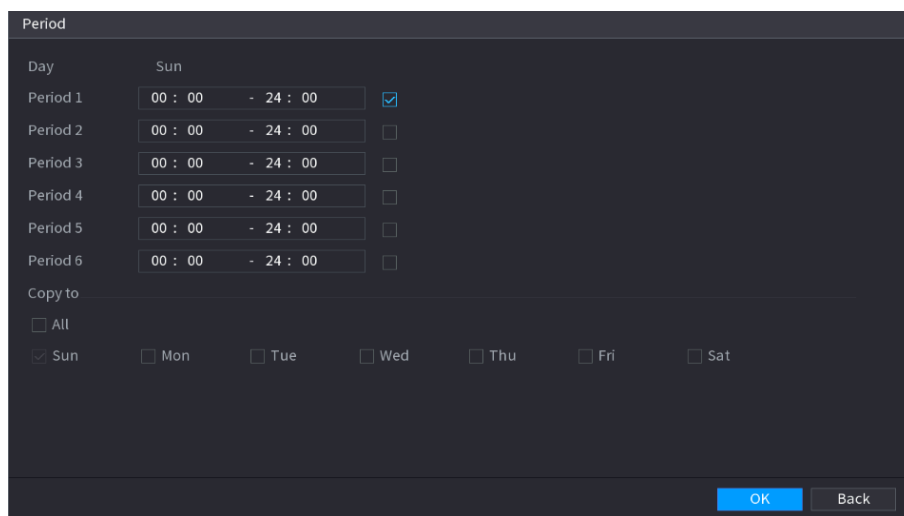 Period
Day Sun
Period 1 00 : 00 - 24 : 00
Period 2 00 : 00 - 24 : 00
Period 3 00 : 00 - 24 : 00
Period 4 00 : 00 - 24 : 00
Period 5 00 : 00 - 24 : 00
Period 6 00 : 00 - 24 : 00
Copy to
All
Sun Mon Tue Wed Thu Fri Sat
OK Back